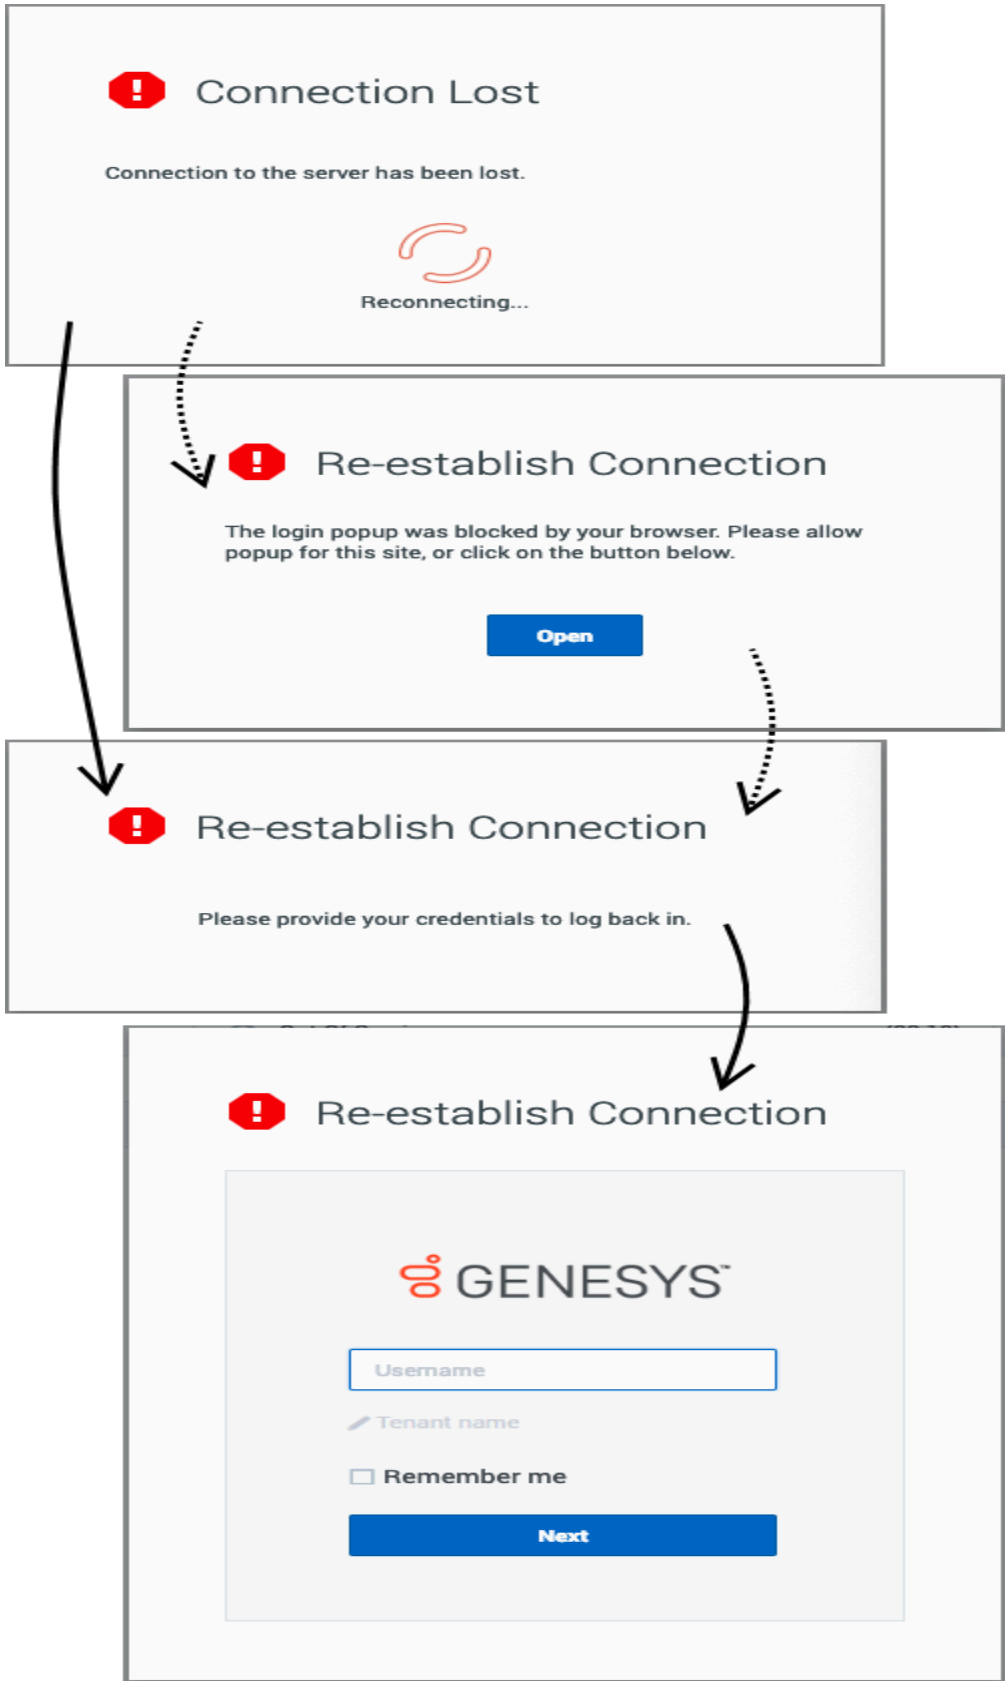 Connection Lost
Connection to the server has been lost.
Reconnecting...
Re-establish Connection
The login popup was blocked by your browser. Please allow
popup for this site, or click on the button below.
Open
Re-establish Connection
Please provide your credentials to log back in.
Re-establish Connection
GENESYS™
Username
Tenant name
Remember me
Next